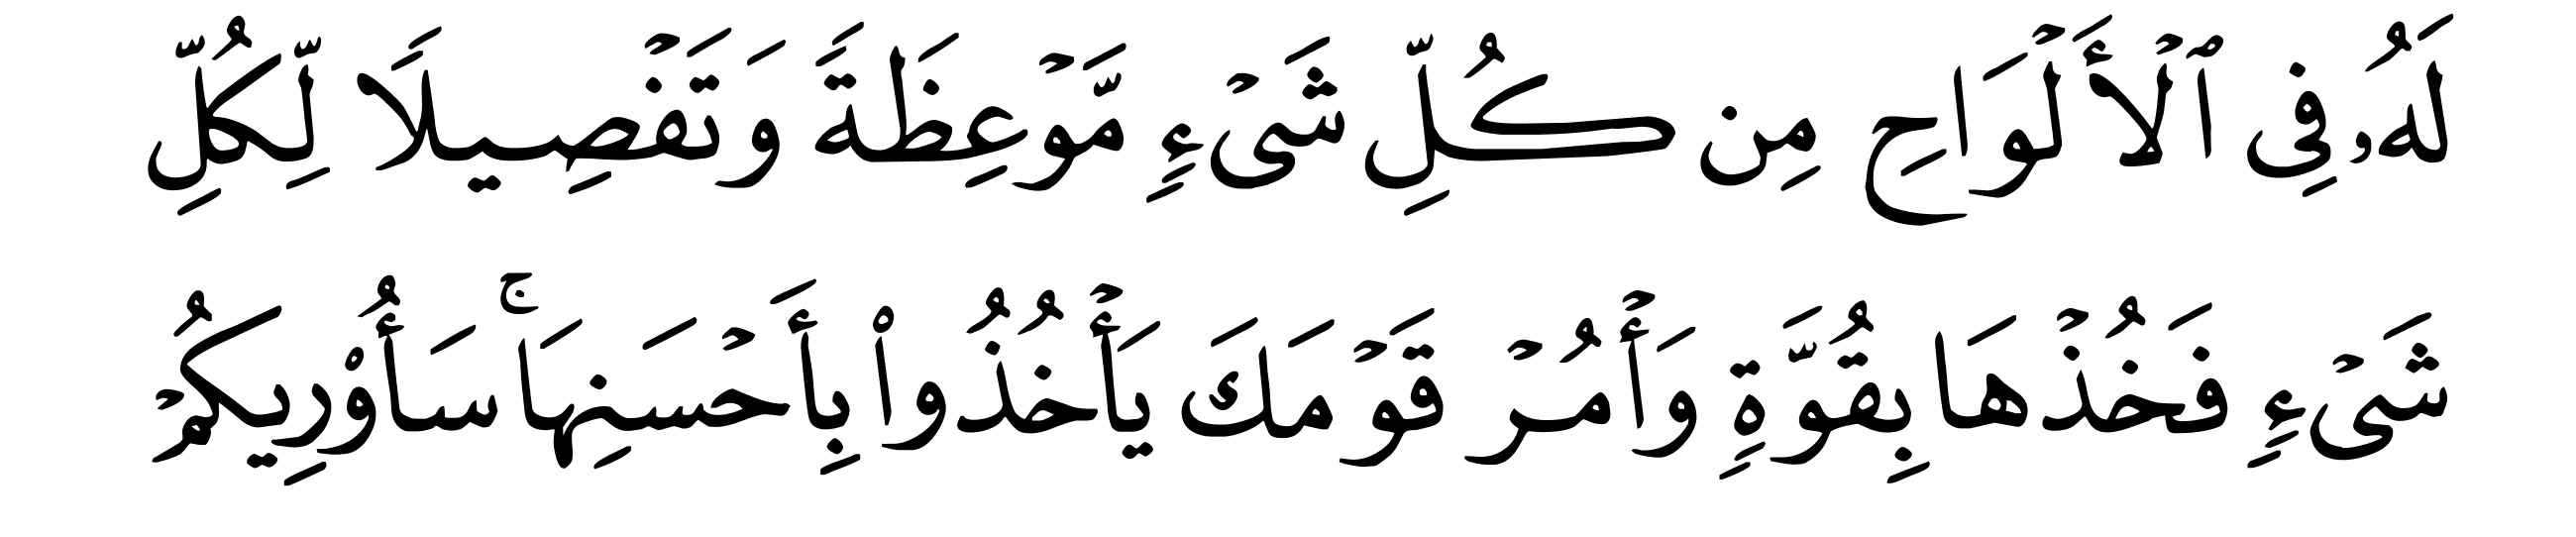 لَهُۥ فِى ٱلْأَلْوَاحِ مِن كُلِّ شَىْءٍ مَّوْعِظَةً وَتَفْصِيلًا لِّكُلِّ
شَىْءٍ فَخُذْهَا بِقُوَّةٍ وَأْمُرْ قَوْمَكَ يَأْخُذُوا۟ بِأَحْسَنِهَا ۚ سَأُو۟رِيكُمْ